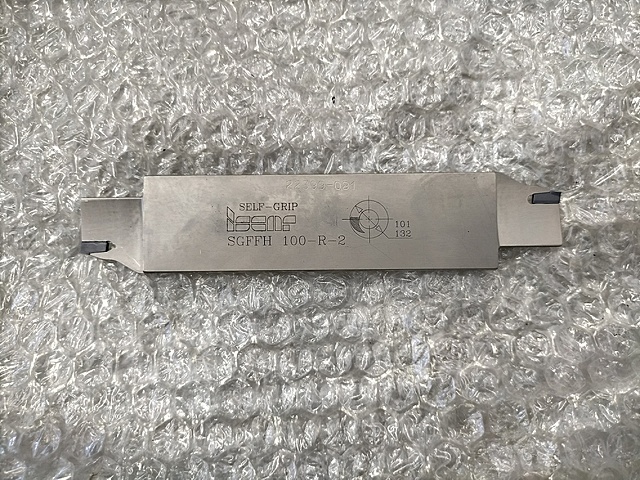 SELF-GRIP
iscar
SGFFH 100-R-2
101
132